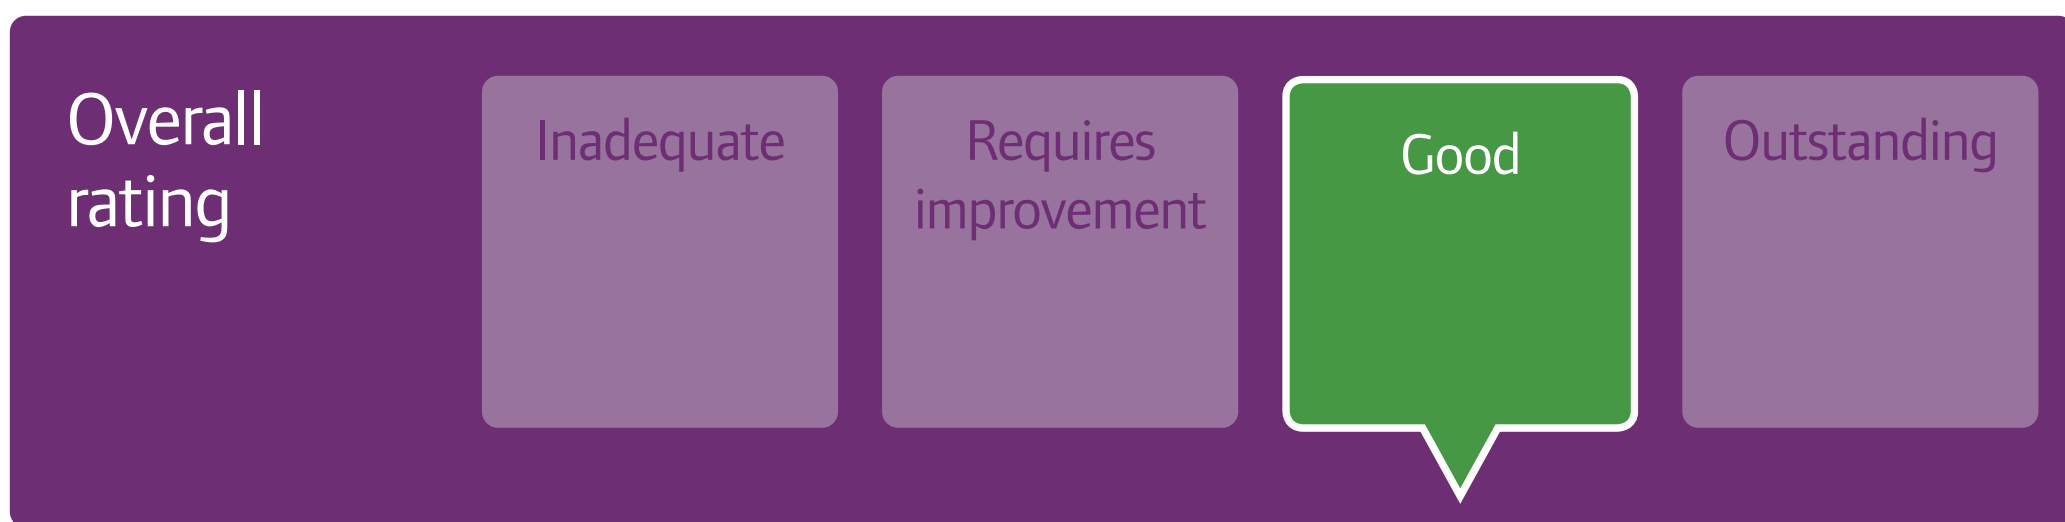 Overall
rating
Inadequate
Requires
improvement
Good
Outstanding